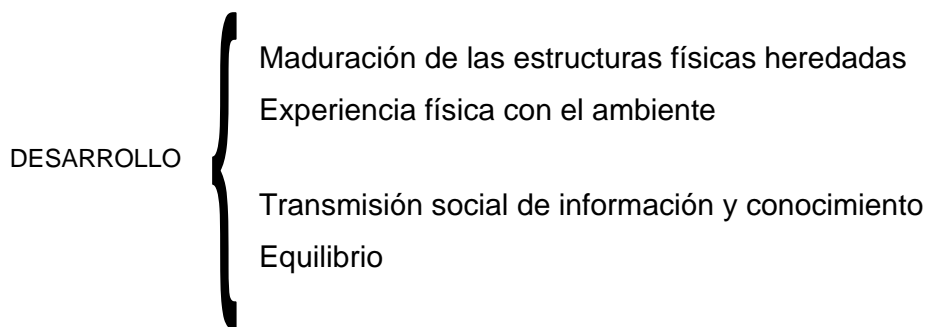 Maduración de las estructuras físicas heredadas
Experiencia física con el ambiente
DESARROLLO
Transmisión social de información y conocimiento
Equilibrio